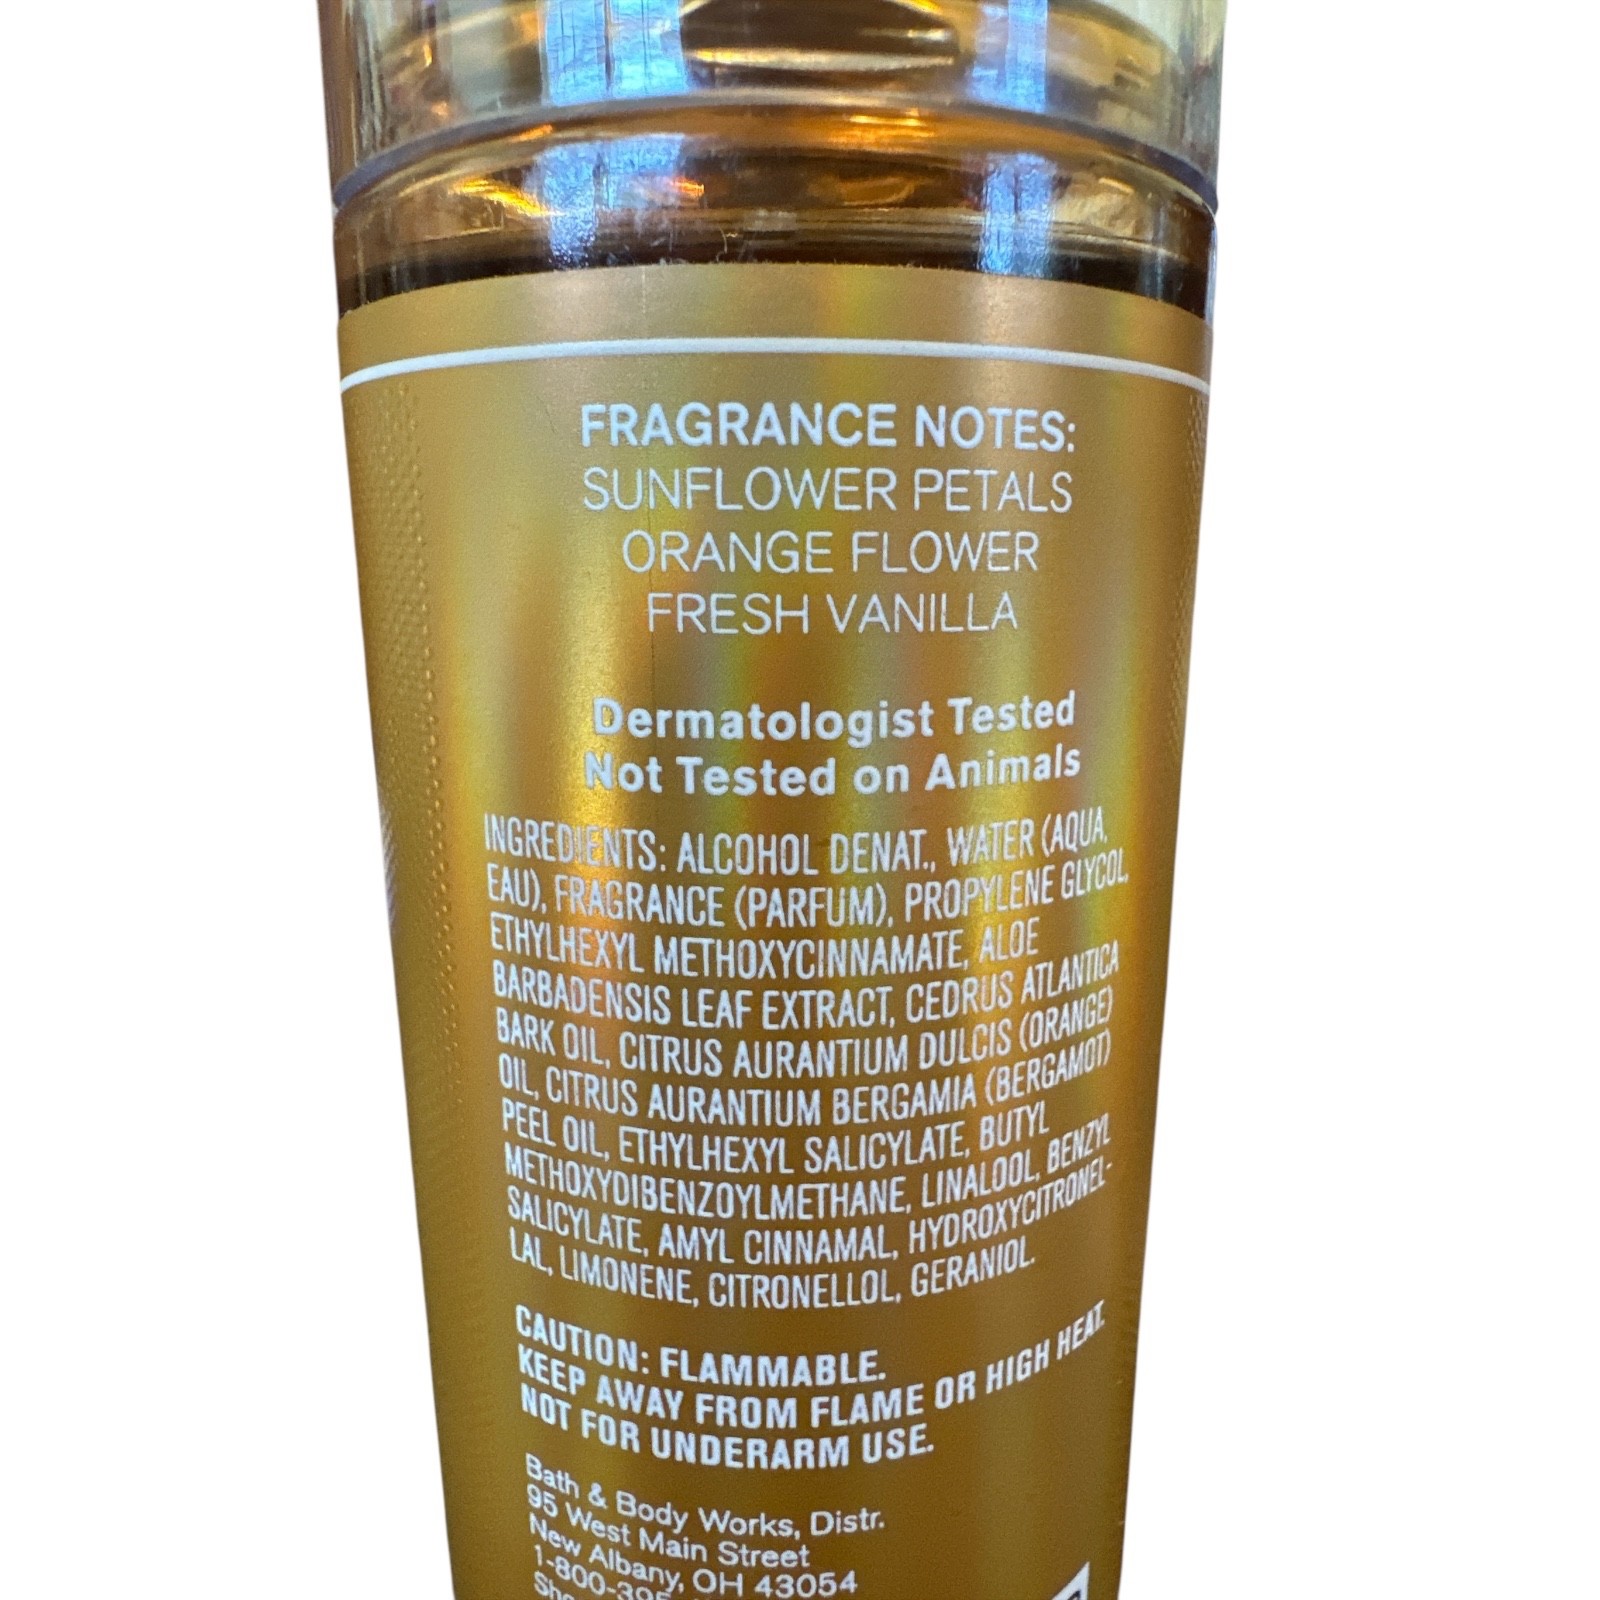 FRAGRANCE NOTES:
SUNFLOWER PETALS
ORANGE FLOWER
FRESH VANILLA
Dermatologist Tested
Not Tested on Animals
INGREDIENTS: ALCOHOL DENAT., WATER (AQUA,
EAU), FRAGRANCE (PARFUM), PROPYLENE GLYCOL,
ETHYLHEXYL METHOXYCINNAMATE, ALOE
BARBADENSIS LEAF EXTRACT, CEDRUS ATLANTICA
BARK OIL, CITRUS AURANTIUM DULCIS (ORANGE)
OIL, CITRUS AURANTIUM BERGAMIA (BERGAMOT)
PEEL OIL, ETHYLHEXYL SALICYLATE, BUTYL
METHOXYDIBENZOYLMETHANE, LINALOOL, BENZYL
SALICYLATE, AMYL CINNAMAL, HYDROXYCITRONEL-
LAL, LIMONENE, CITRONELLOL, GERANIOL.
CAUTION: FLAMMABLE.
KEEP AWAY FROM FLAME OR HIGH HEAT.
NOT FOR UNDERARM USE.
Bath & Body Works, Distr.
95 West Main Street
New Albany, OH 43054
1-800-395